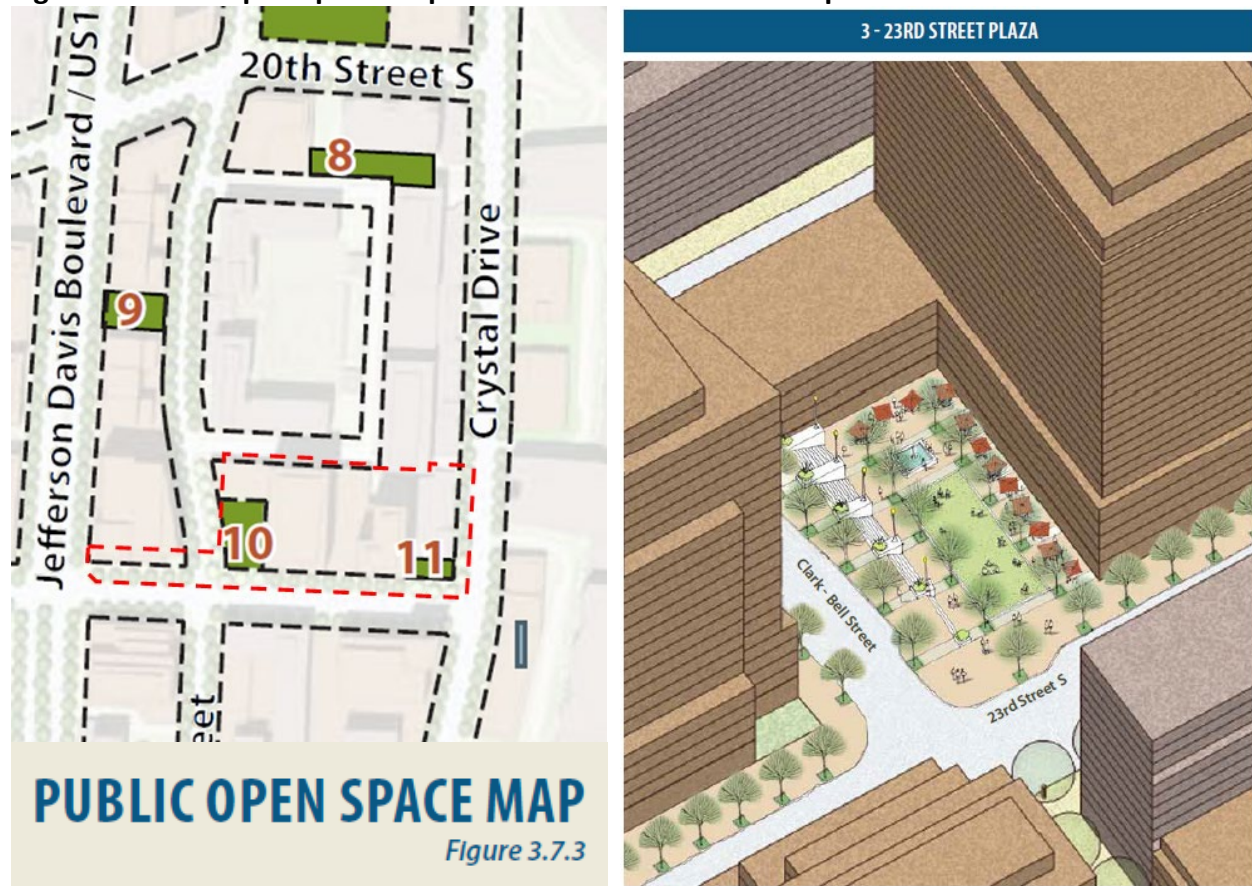 20th Street S
Jefferson Davis Boulevard / US1
8
9
Crystal Drive
10
11
eet
PUBLIC OPEN SPACE MAP
Figure 3.7.3
3 - 23RD STREET PLAZA
Clark - Bell Street
23rd Street S